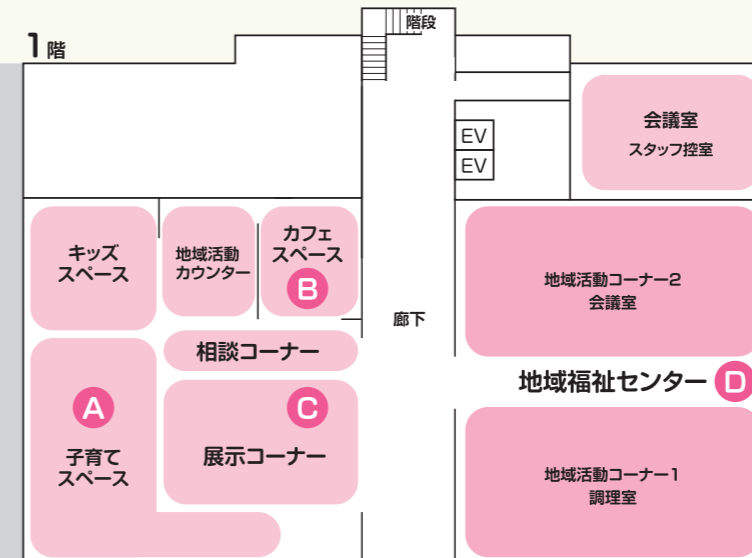 1階
階段
EV
EV
会議室
スタッフ控室
キッズ
スペース
地域活動
カウンター
カフェ
スペース
B
地域活動コーナー2
会議室
廊下
相談コーナー
地域福祉センター D
A
子育て
スペース
C
展示コーナー
地域活動コーナー1
調理室